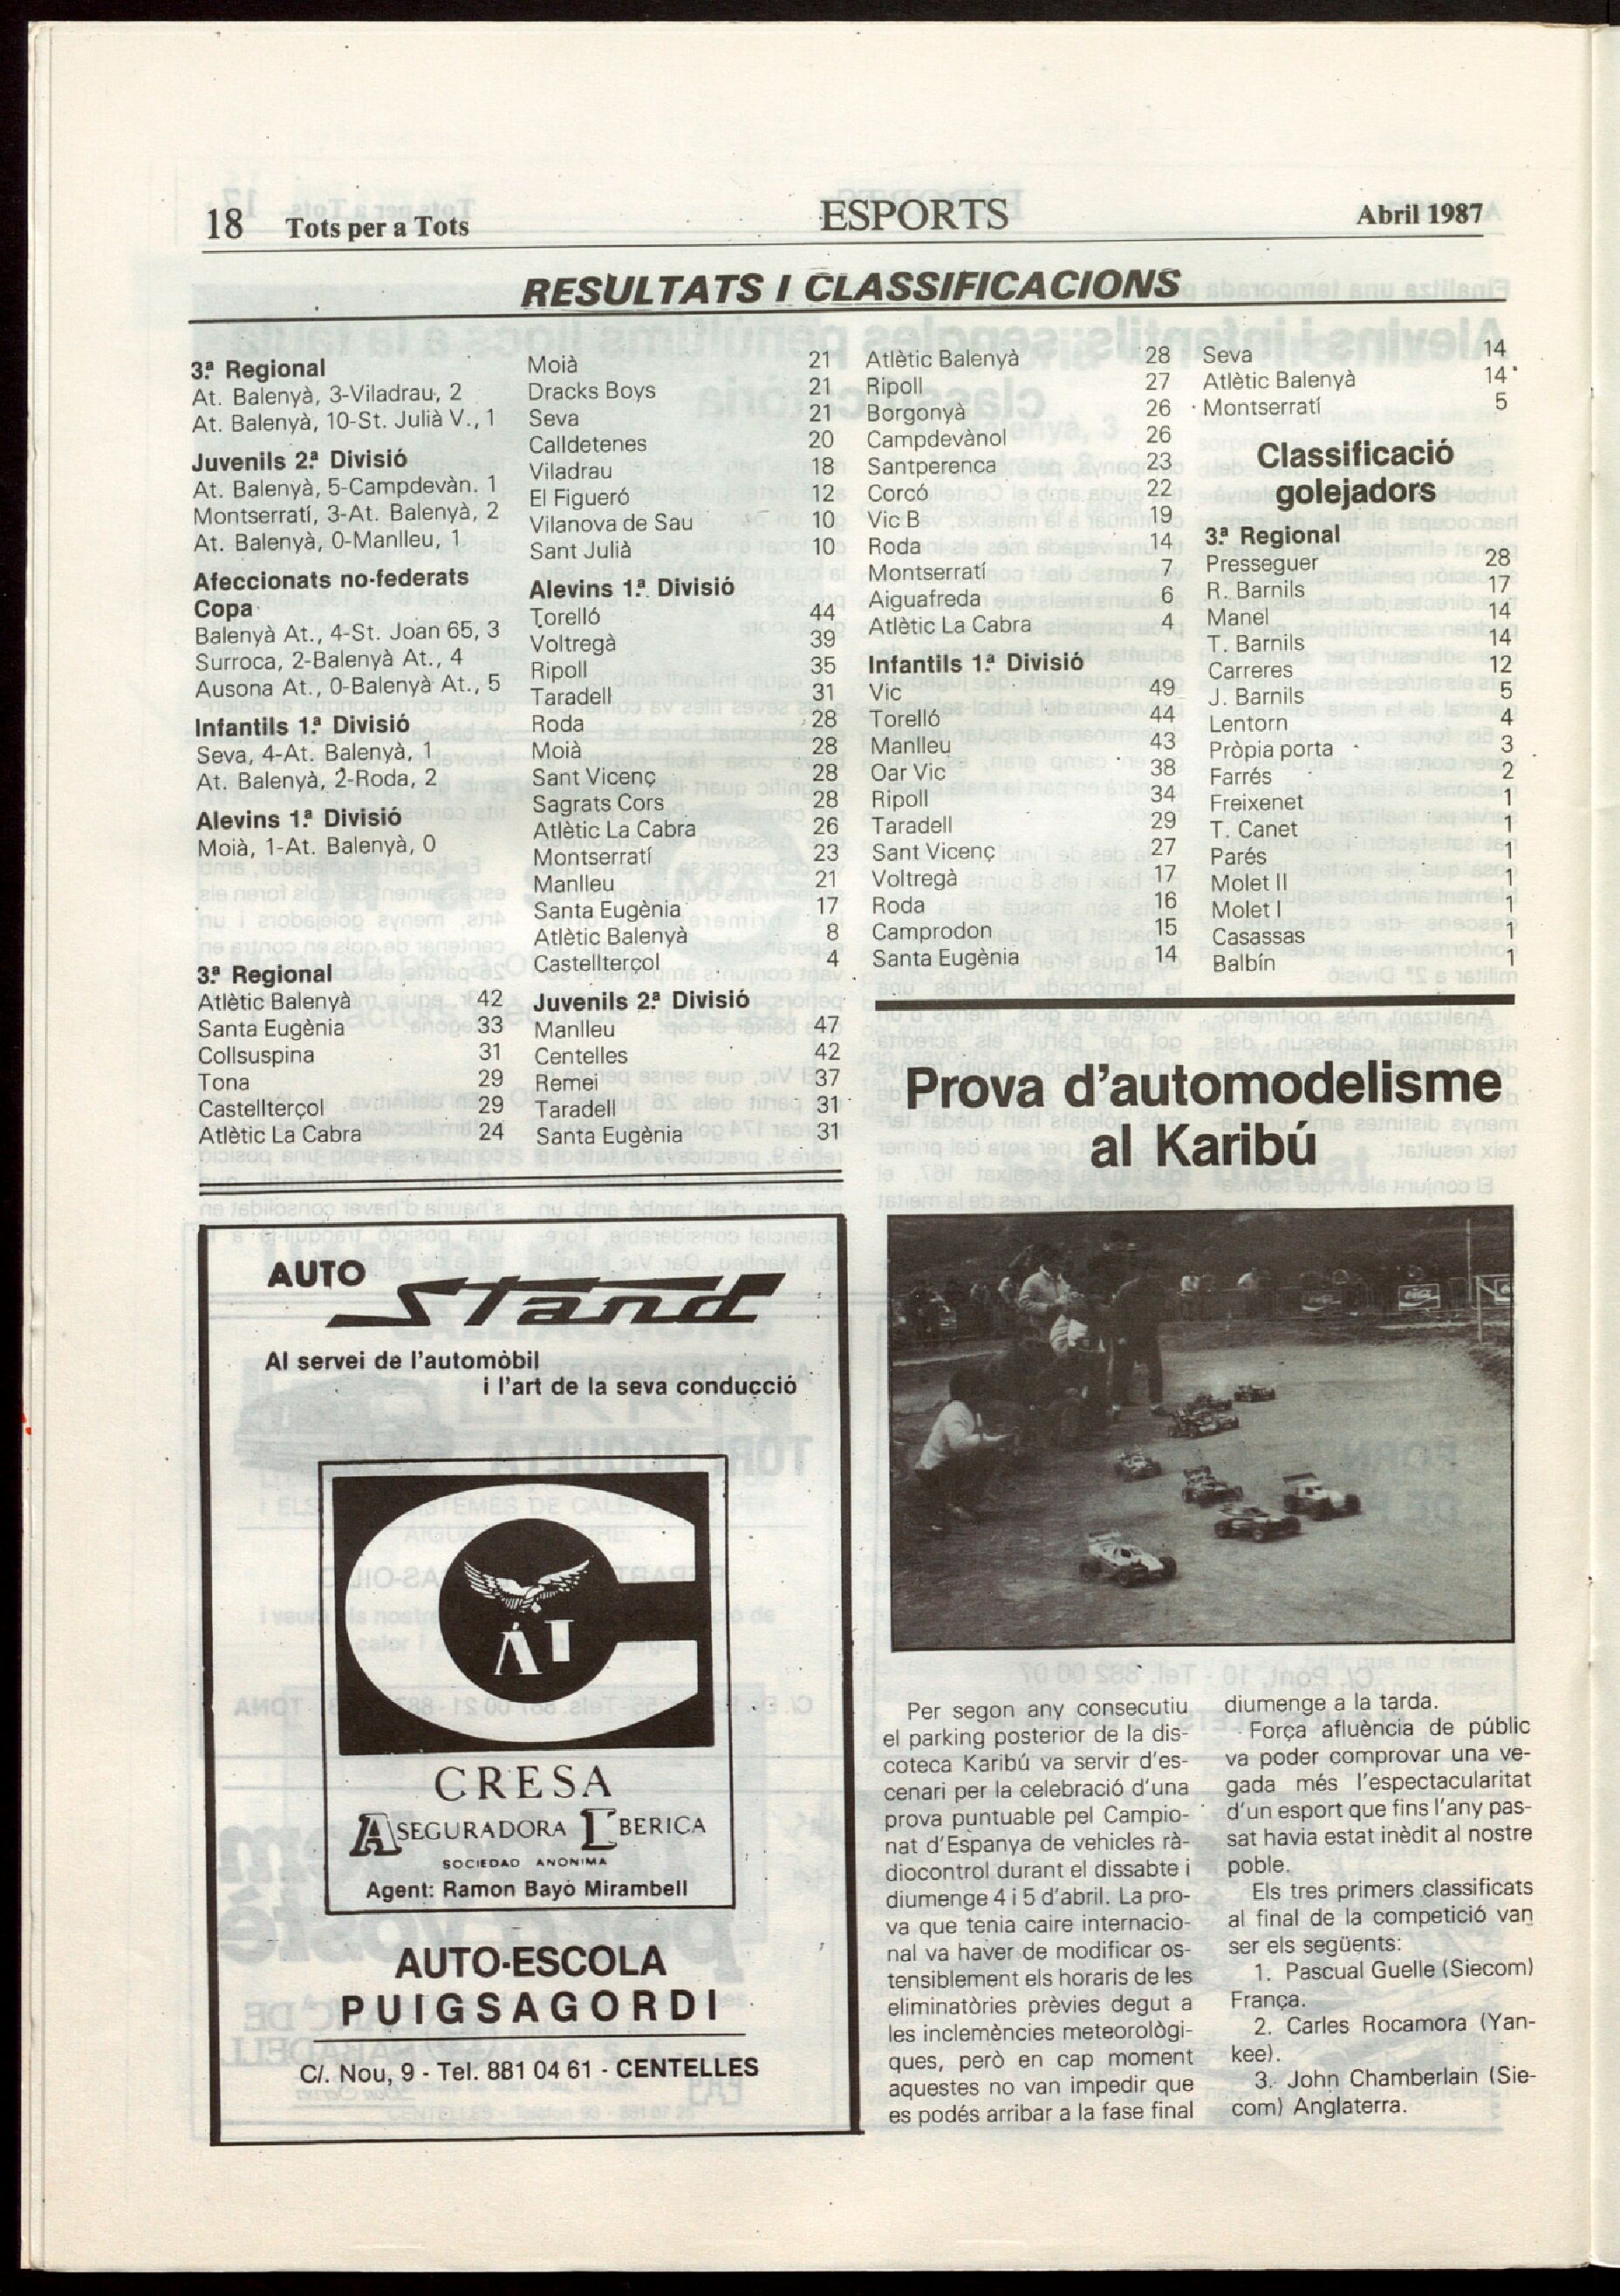 18 Tots per a Tots
ESPORTS
Abril 1987
RESULTATS I CLASSIFICACIONS
3.ª Regional
At. Balenyà, 3-Viladrau, 2
At. Balenyà, 10-St. Julià V., 1
Juvenils 2.ª Divisió
At. Balenyà, 5-Campdevàn. 1
Montserratí, 3-At. Balenyà, 2
At. Balenyà, 0-Manlleu, 1
Afeccionats no-federats
Copa
Balenyà At., 4-St. Joan 65, 3
Surroca, 2-Balenyà At., 4
Ausona At., 0-Balenyà At., 5
Infantils 1.ª Divisió
Seva, 4-At. Balenyà, 1
At. Balenyà, 2-Roda, 2
Alevins 1.ª Divisió
Moià, 1-At. Balenyà, 0
3.ª Regional
Atlètic Balenyà 42
Santa Eugènia 33
Collsuspina 31
Tona 29
Castellterçol 29
Atlètic La Cabra 24
Moià 21
Dracks Boys 21
Seva 21
Calldetenes 20
Viladrau 18
El Figueró 12
Vilanova de Sau 10
Sant Julià 10
Alevins 1.ª Divisió
Torelló 44
Voltregà 39
Ripoll 35
Taradell 31
Roda 28
Moià 28
Sant Vicenç 28
Sagrats Cors 28
Atlètic La Cabra 26
Montserratí 23
Manlleu 21
Santa Eugènia 17
Atlètic Balenyà 8
Castellterçol 4
Juvenils 2.ª Divisió
Manlleu 47
Centelles 42
Remei 37
Taradell 31
Santa Eugènia 31
Atlètic Balenyà 28
Ripoll 27
Borgonyà 26
Campdevànol 26
Santperenca 23
Corcó 22
Vic B 19
Roda 14
Montserratí 7
Aiguafreda 6
Atlètic La Cabra 4
Infantils 1.ª Divisió
Vic 49
Torelló 44
Manlleu 43
Oar Vic 38
Ripoll 34
Taradell 29
Sant Vicenç 27
Voltregà 17
Roda 16
Camprodon 15
Santa Eugènia 14
Seva 14
Atlètic Balenyà 14
Montserratí 5
Classificació
golejadors
3.ª Regional
Presseguer 28
R. Barnils 17
Manel 14
T. Barnils 14
Carreres 12
J. Barnils 5
Lentorn 4
Pròpia porta 3
Farrés 2
Freixenet 1
T. Canet 1
Parés 1
Molet II 1
Molet I 1
Casassas 1
Balbín 1
Prova d'automodelisme
al Karibú
Per segon any consecutiu
el parking posterior de la dis-
coteca Karibú va servir d'es-
cenari per la celebració d'una
prova puntuable pel Campio-
nat d'Espanya de vehicles rà-
diocontrol durant el dissabte i
diumenge 4 i 5 d'abril. La pro-
va que tenia caire internacio-
nal va haver de modificar os-
tensiblement els horaris de les
eliminatòries prèvies degut a
les inclemències meteorològi-
ques, però en cap moment
aquestes no van impedir que
es podés arribar a la fase final
diumenge a la tarda.
Força afluència de públic
va poder comprovar una ve-
gada més l'espectacularitat
d'un esport que fins l'any pas-
sat havia estat inèdit al nostre
poble.
Els tres primers classificats
al final de la competició van
ser els següents:
1. Pascual Guelle (Siecom)
França.
2. Carles Rocamora (Yan-
kee).
3. John Chamberlain (Sie-
com) Anglaterra.
AUTO Stand
Al servei de l'automòbil
i l'art de la seva conducció
AI
CRESA
ASEGURADORA IBERICA
SOCIEDAD ANONIMA
Agent: Ramon Bayó Mirambell
AUTO-ESCOLA
PUIGSAGORDI
C/. Nou, 9 - Tel. 881 04 61 - CENTELLES